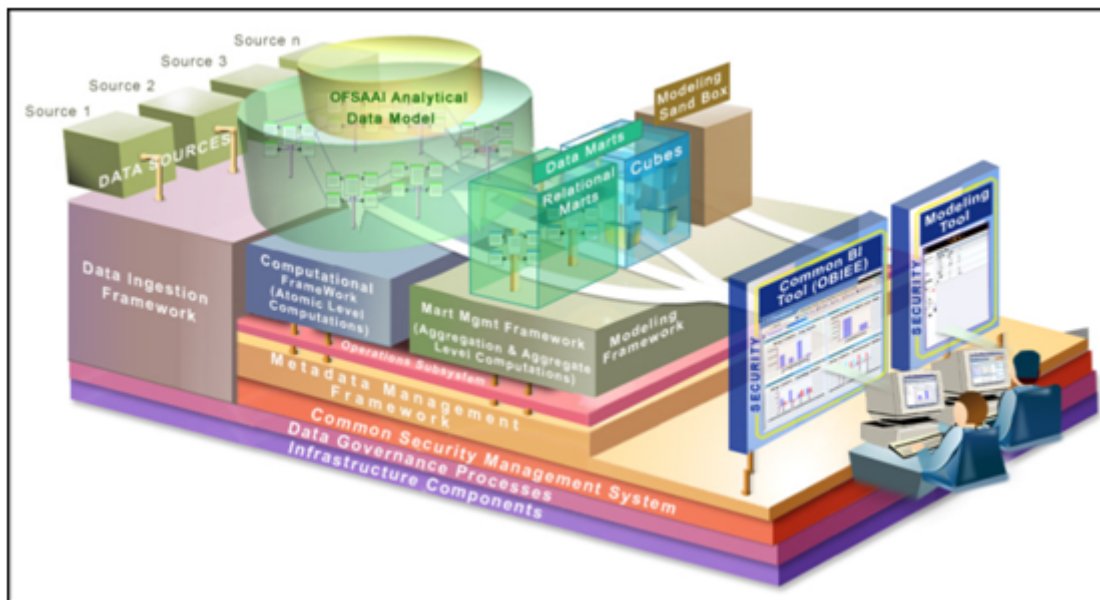 Source n
Source 3
Source 2
Source 1
DATA SOURCES
OFSAAI Analytical
Data Model
Modeling
Sand Box
Data Marts
Cubes
Relational
Marts
Data Ingestion
Framework
Computational
FrameWork
(Atomic Level
Computations)
Mart Mgmt Framework
(Aggregation & Aggregate
Level Computations)
Modeling
Framework
Operations Subsystem
Metadata Management
Framework
Common Security Management System
Data Governance Processes
Infrastructure Components
Common BI
Tool (OBIEE)
SECURITY
Modeling
Tool
SECURITY